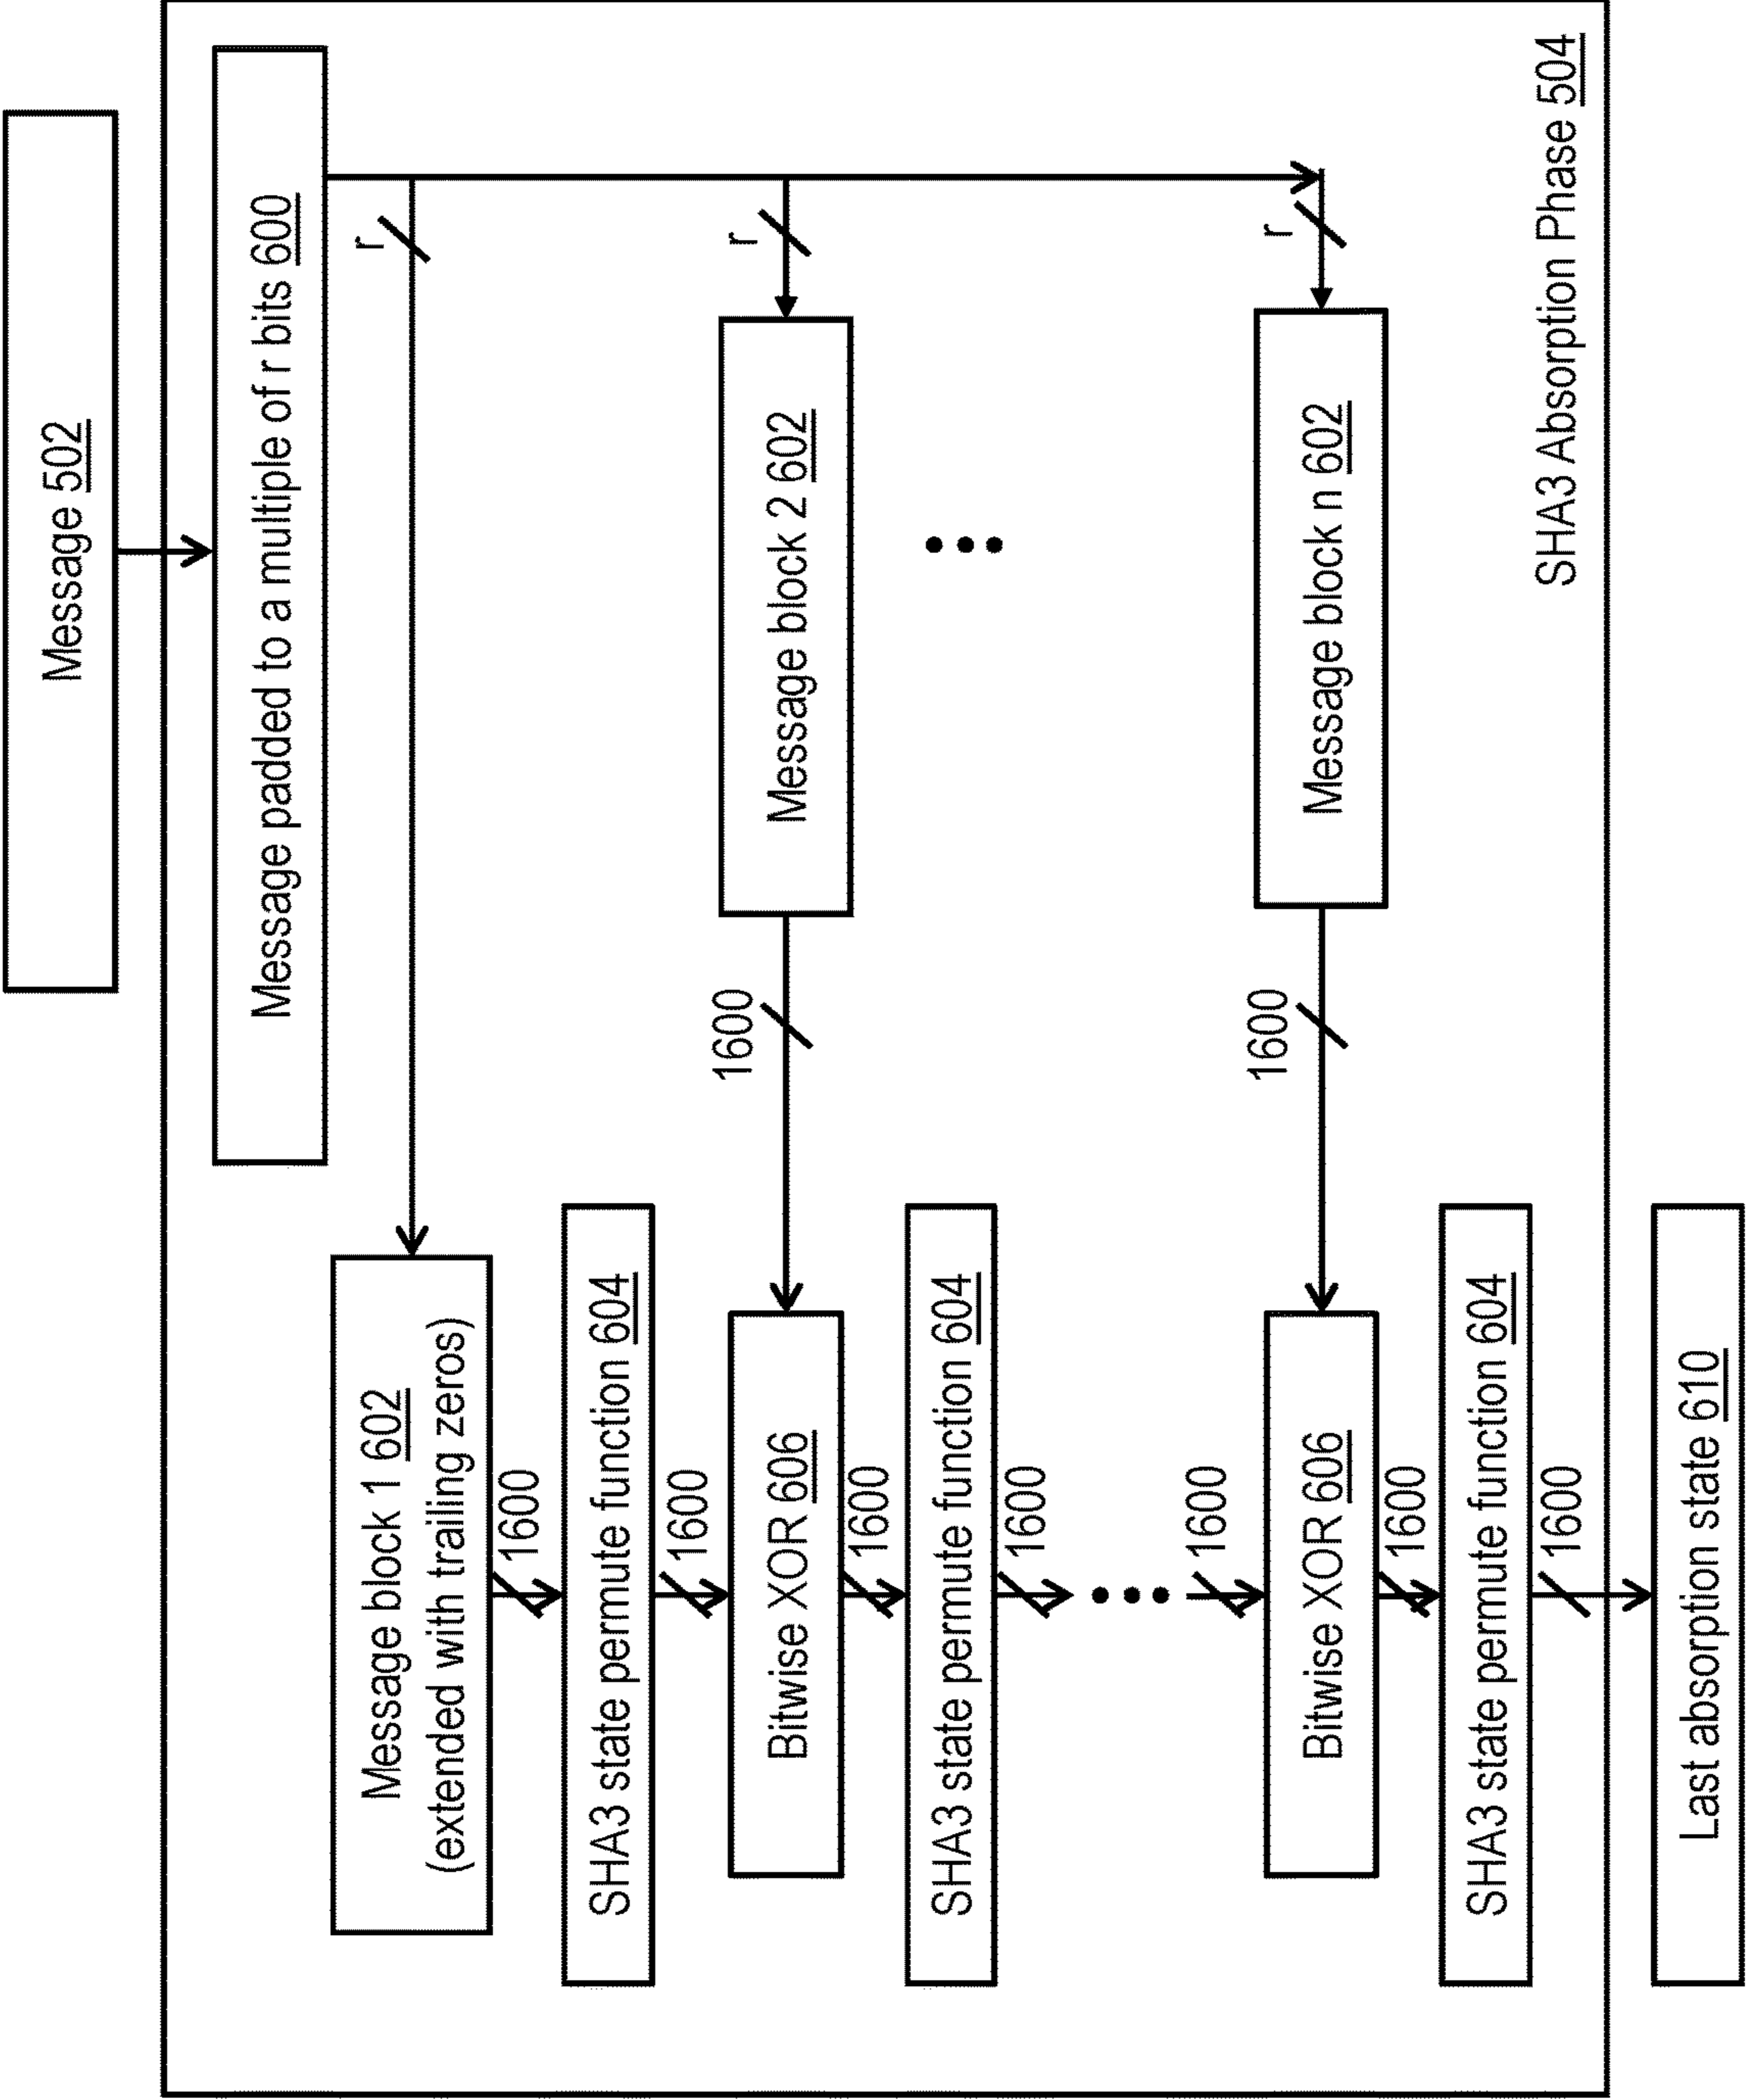 Message 502
Message padded to a multiple of r bits 600
r
Message block 1 602
(extended with trailing zeros)
1600
SHA3 state permute function 604
1600
r
Message block 2 602
1600
Bitwise XOR 606
1600
SHA3 state permute function 604
1600
1600
r
Message block n 602
1600
Bitwise XOR 606
1600
SHA3 state permute function 604
1600
SHA3 Absorption Phase 504
Last absorption state 610